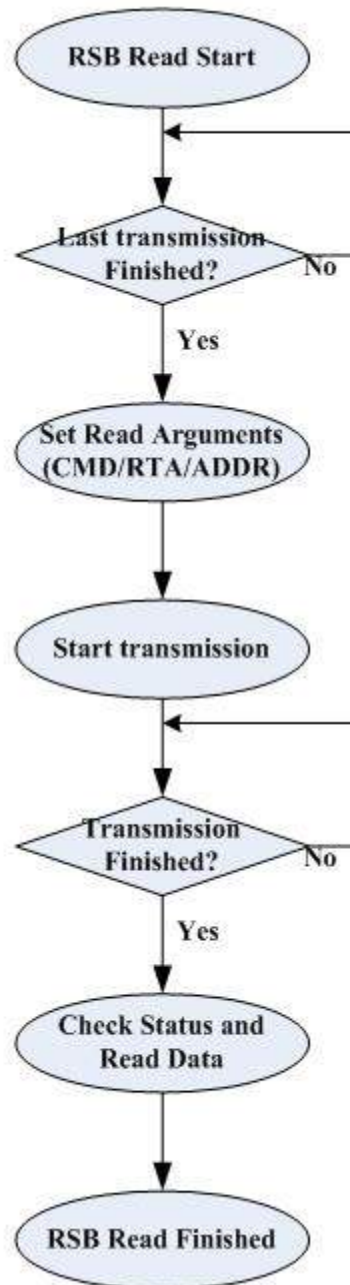 RSB Read Start
Last transmission
Finished?
No
Yes
Set Read Arguments
(CMD/RTA/ADDR)
Start transmission
Transmission
Finished?
No
Yes
Check Status and
Read Data
RSB Read Finished